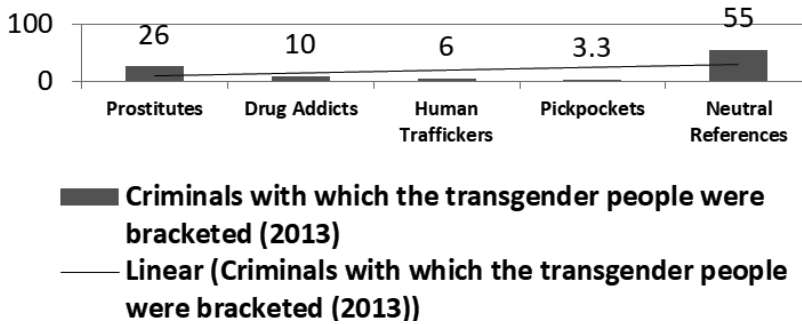 100
26
10
6
3.3
55
0
Prostitutes
Drug Addicts
Human
Traffickers
Pickpockets
Neutral
References
Criminals with which the transgender people were
bracketed (2013)
Linear (Criminals with which the transgender people
were bracketed (2013))